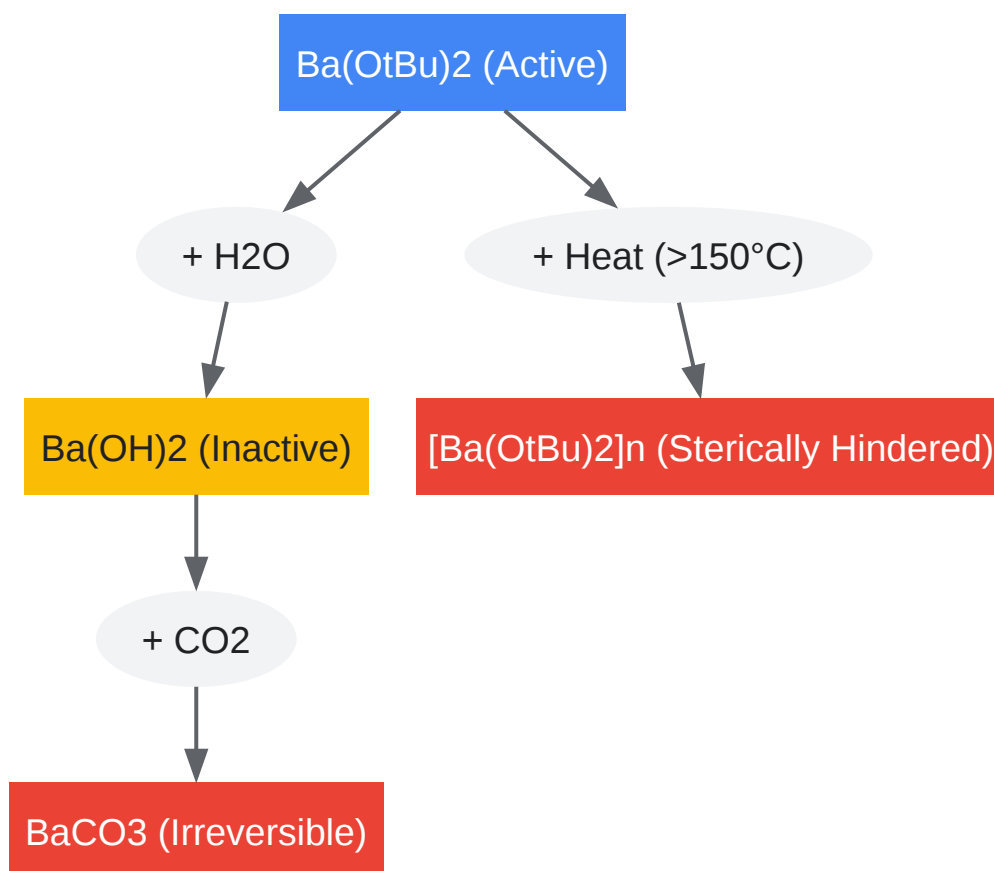 Ba(OtBu)2 (Active)
+ H2O
+ Heat (>150°C)
Ba(OH)2 (Inactive)
[Ba(OtBu)2]n (Sterically Hindered)
+ CO2
BaCO3 (Irreversible)